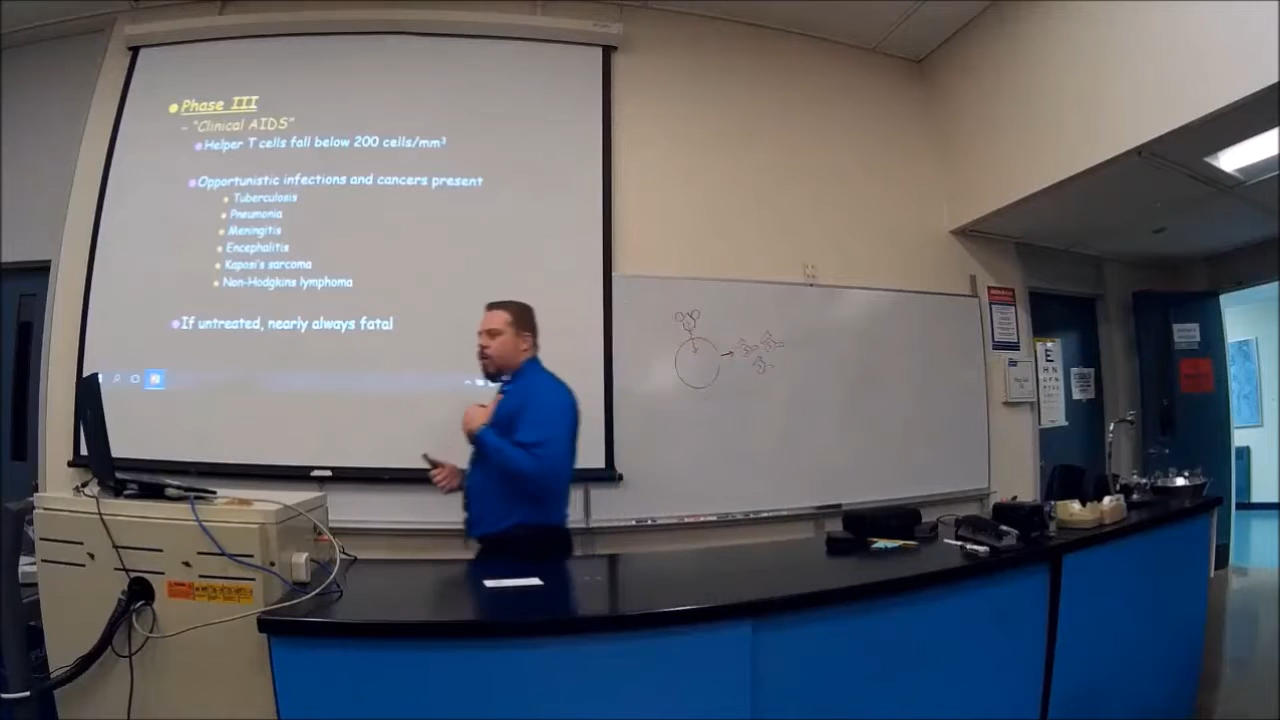 Phase III
– "Clinical AIDS"
Helper T cells fall below 200 cells/mm³
Opportunistic infections and cancers present
Tuberculosis
Pneumonia
Meningitis
Encephalitis
Kaposi's sarcoma
Non-Hodgkins lymphoma
If untreated, nearly always fatal
E
H N